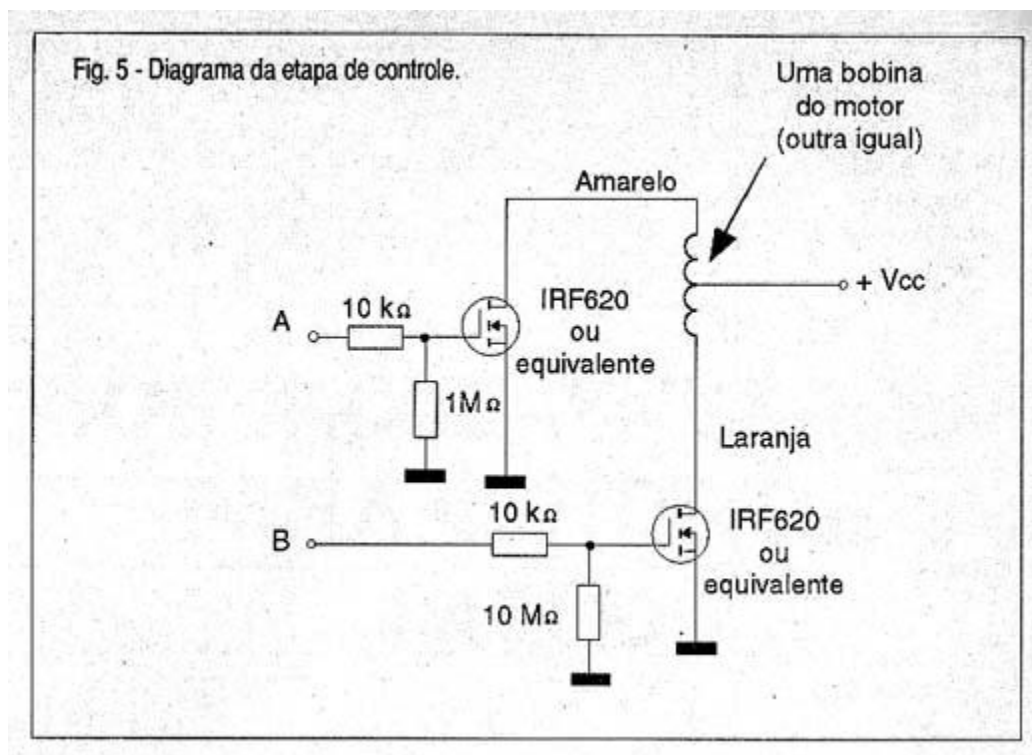 Fig. 5 - Diagrama da etapa de controle.
Uma bobina
do motor
(outra igual)
Amarelo
+ Vcc
A
10 kΩ
IRF620
ou
equivalente
1MΩ
Laranja
B
10 kΩ
IRF620
ou
equivalente
10 MΩ